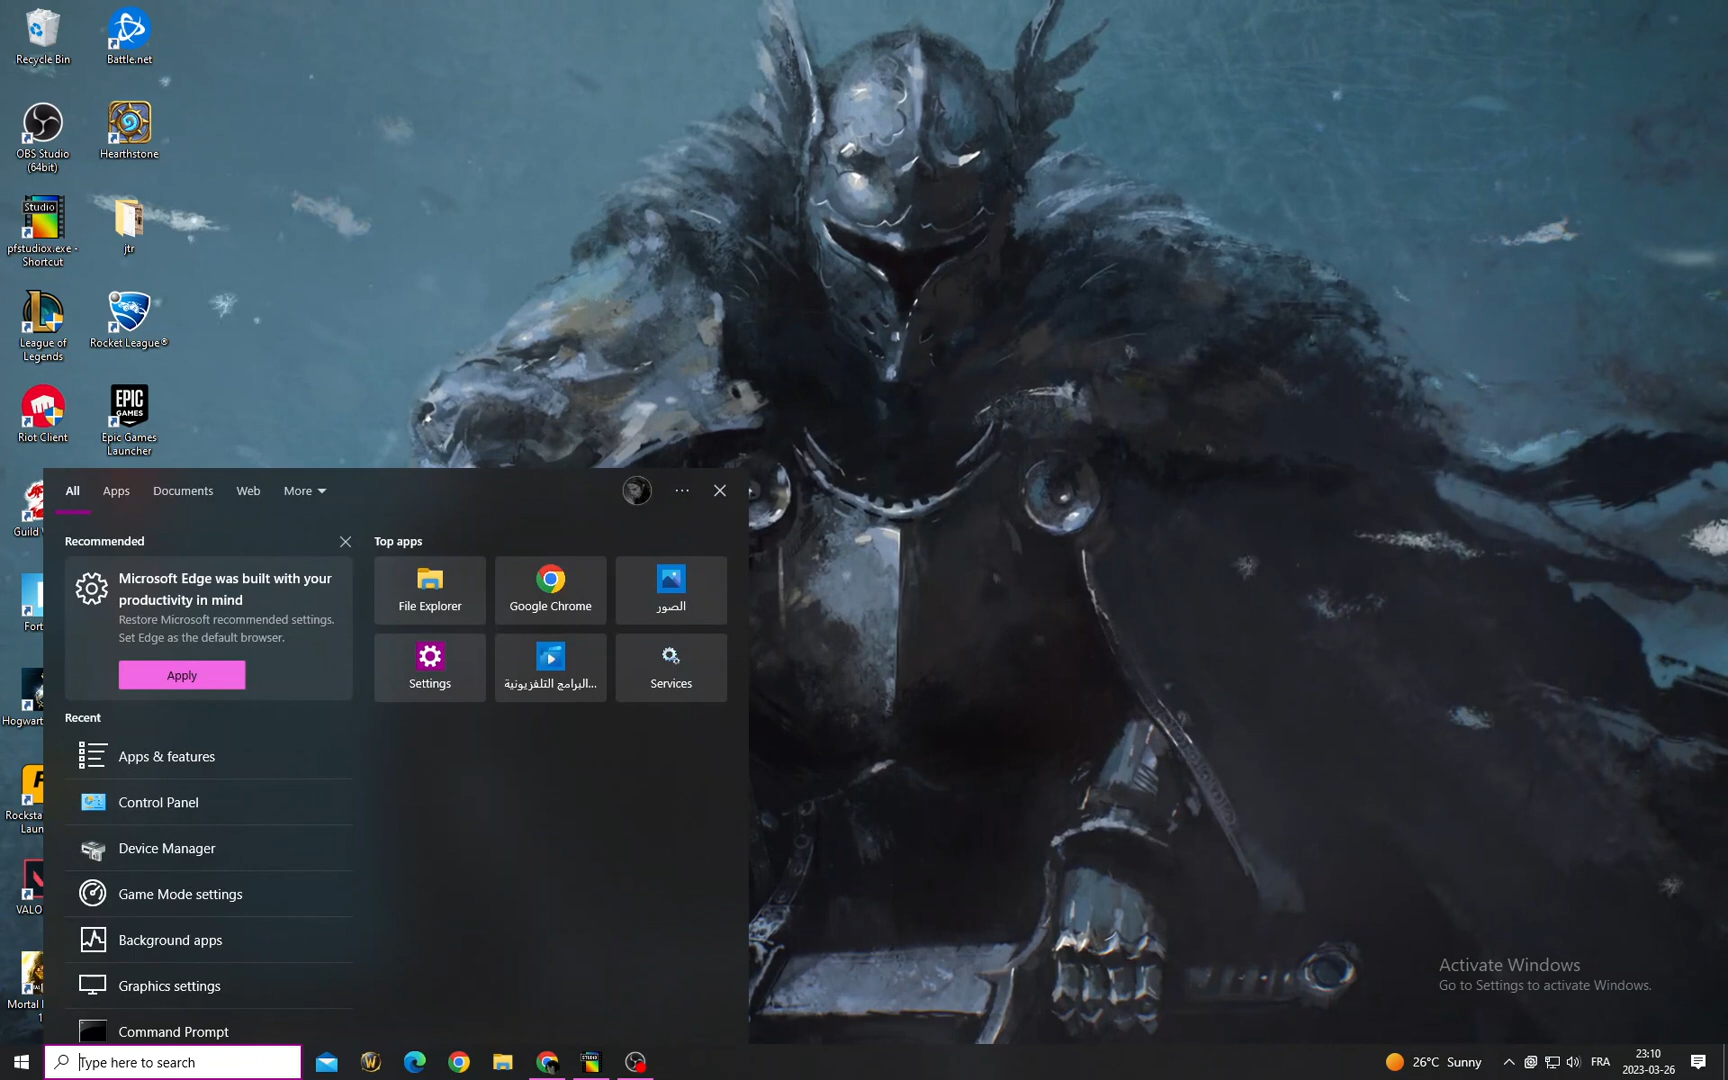 Recycle Bin
Battle.net
OBS Studio
(64bit)
Hearthstone
Studio
pfstudiox.exe -
Shortcut
jtr
League of
Legends
Rocket League®
Riot Client
EPIC
GAMES
Epic Games
Launcher
Guild
Fort
Hogwart
Rocksta
Laun
VALO
Mortal
1
All
Apps
Documents
Web
More
Recommended
Microsoft Edge was built with your
productivity in mind
Restore Microsoft recommended settings.
Set Edge as the default browser.
Apply
Recent
Apps & features
Control Panel
Device Manager
Game Mode settings
Background apps
Graphics settings
Command Prompt
Top apps
File Explorer
Google Chrome
الصور
Settings
البرامج التلفزيونية...
Services
Activate Windows
Go to Settings to activate Windows.
Type here to search
26°C Sunny
FRA
23:10
2023-03-26